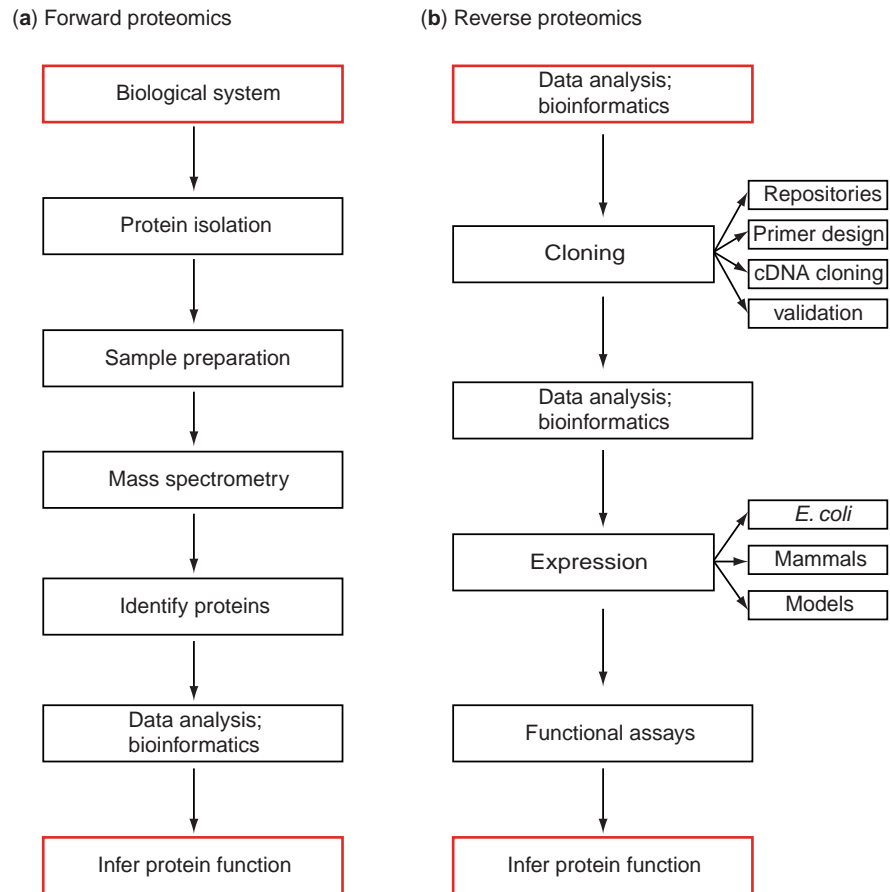 (a) Forward proteomics
Biological system
Protein isolation
Sample preparation
Mass spectrometry
Identify proteins
Data analysis;
bioinformatics
Infer protein function
(b) Reverse proteomics
Data analysis;
bioinformatics
Cloning
Repositories
Primer design
cDNA cloning
validation
Data analysis;
bioinformatics
Expression
E. coli
Mammals
Models
Functional assays
Infer protein function